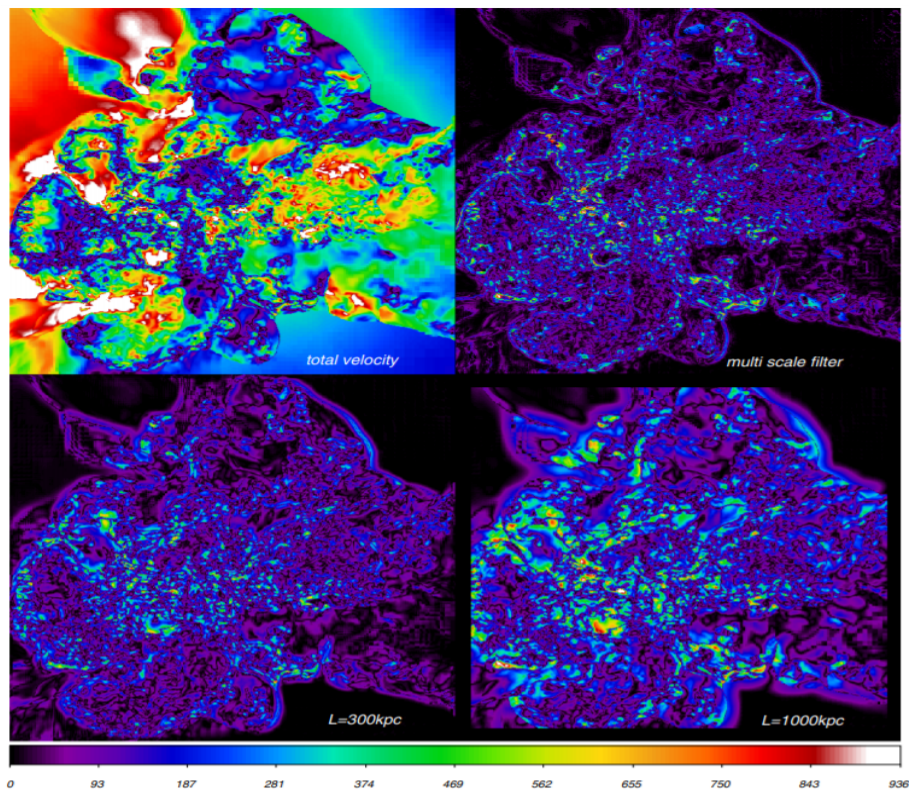 total velocity
multi scale filter
L=300kpc
L=1000kpc
0 93 187 281 374 469 562 655 750 843 936